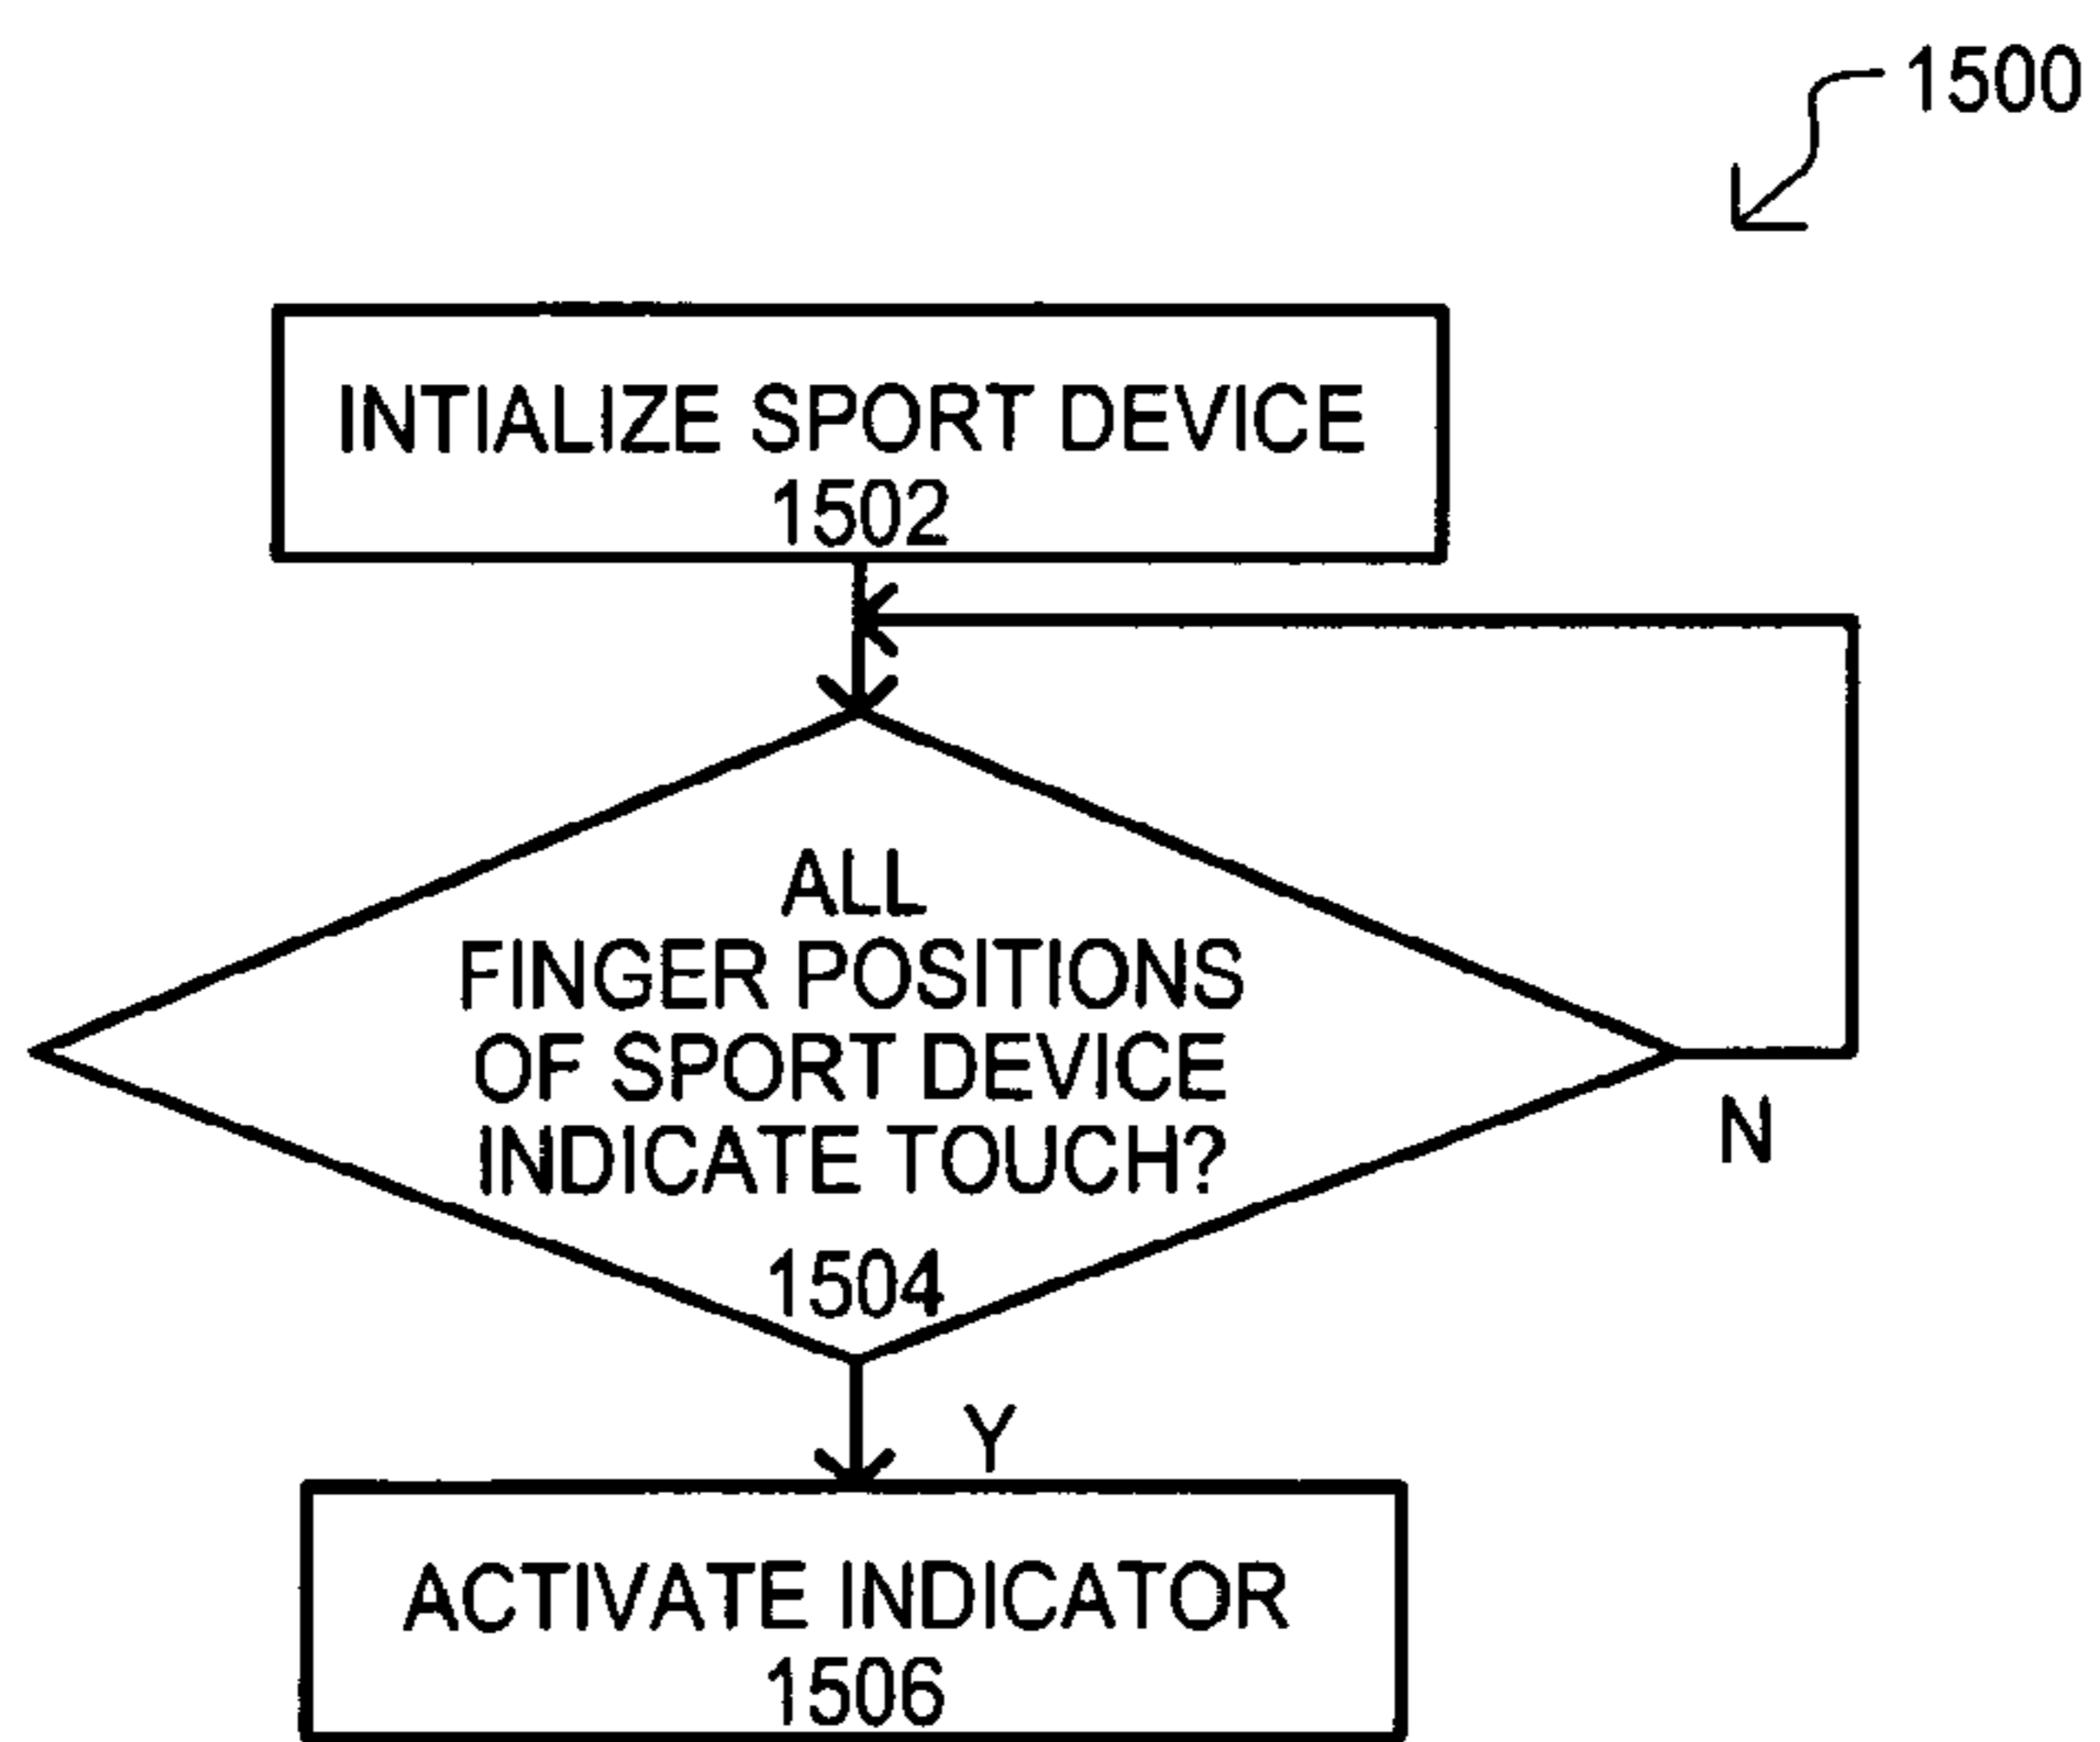 1500
INTIALIZE SPORT DEVICE
1502
ALL
FINGER POSITIONS
OF SPORT DEVICE
INDICATE TOUCH?
1504
N
Y
ACTIVATE INDICATOR
1506